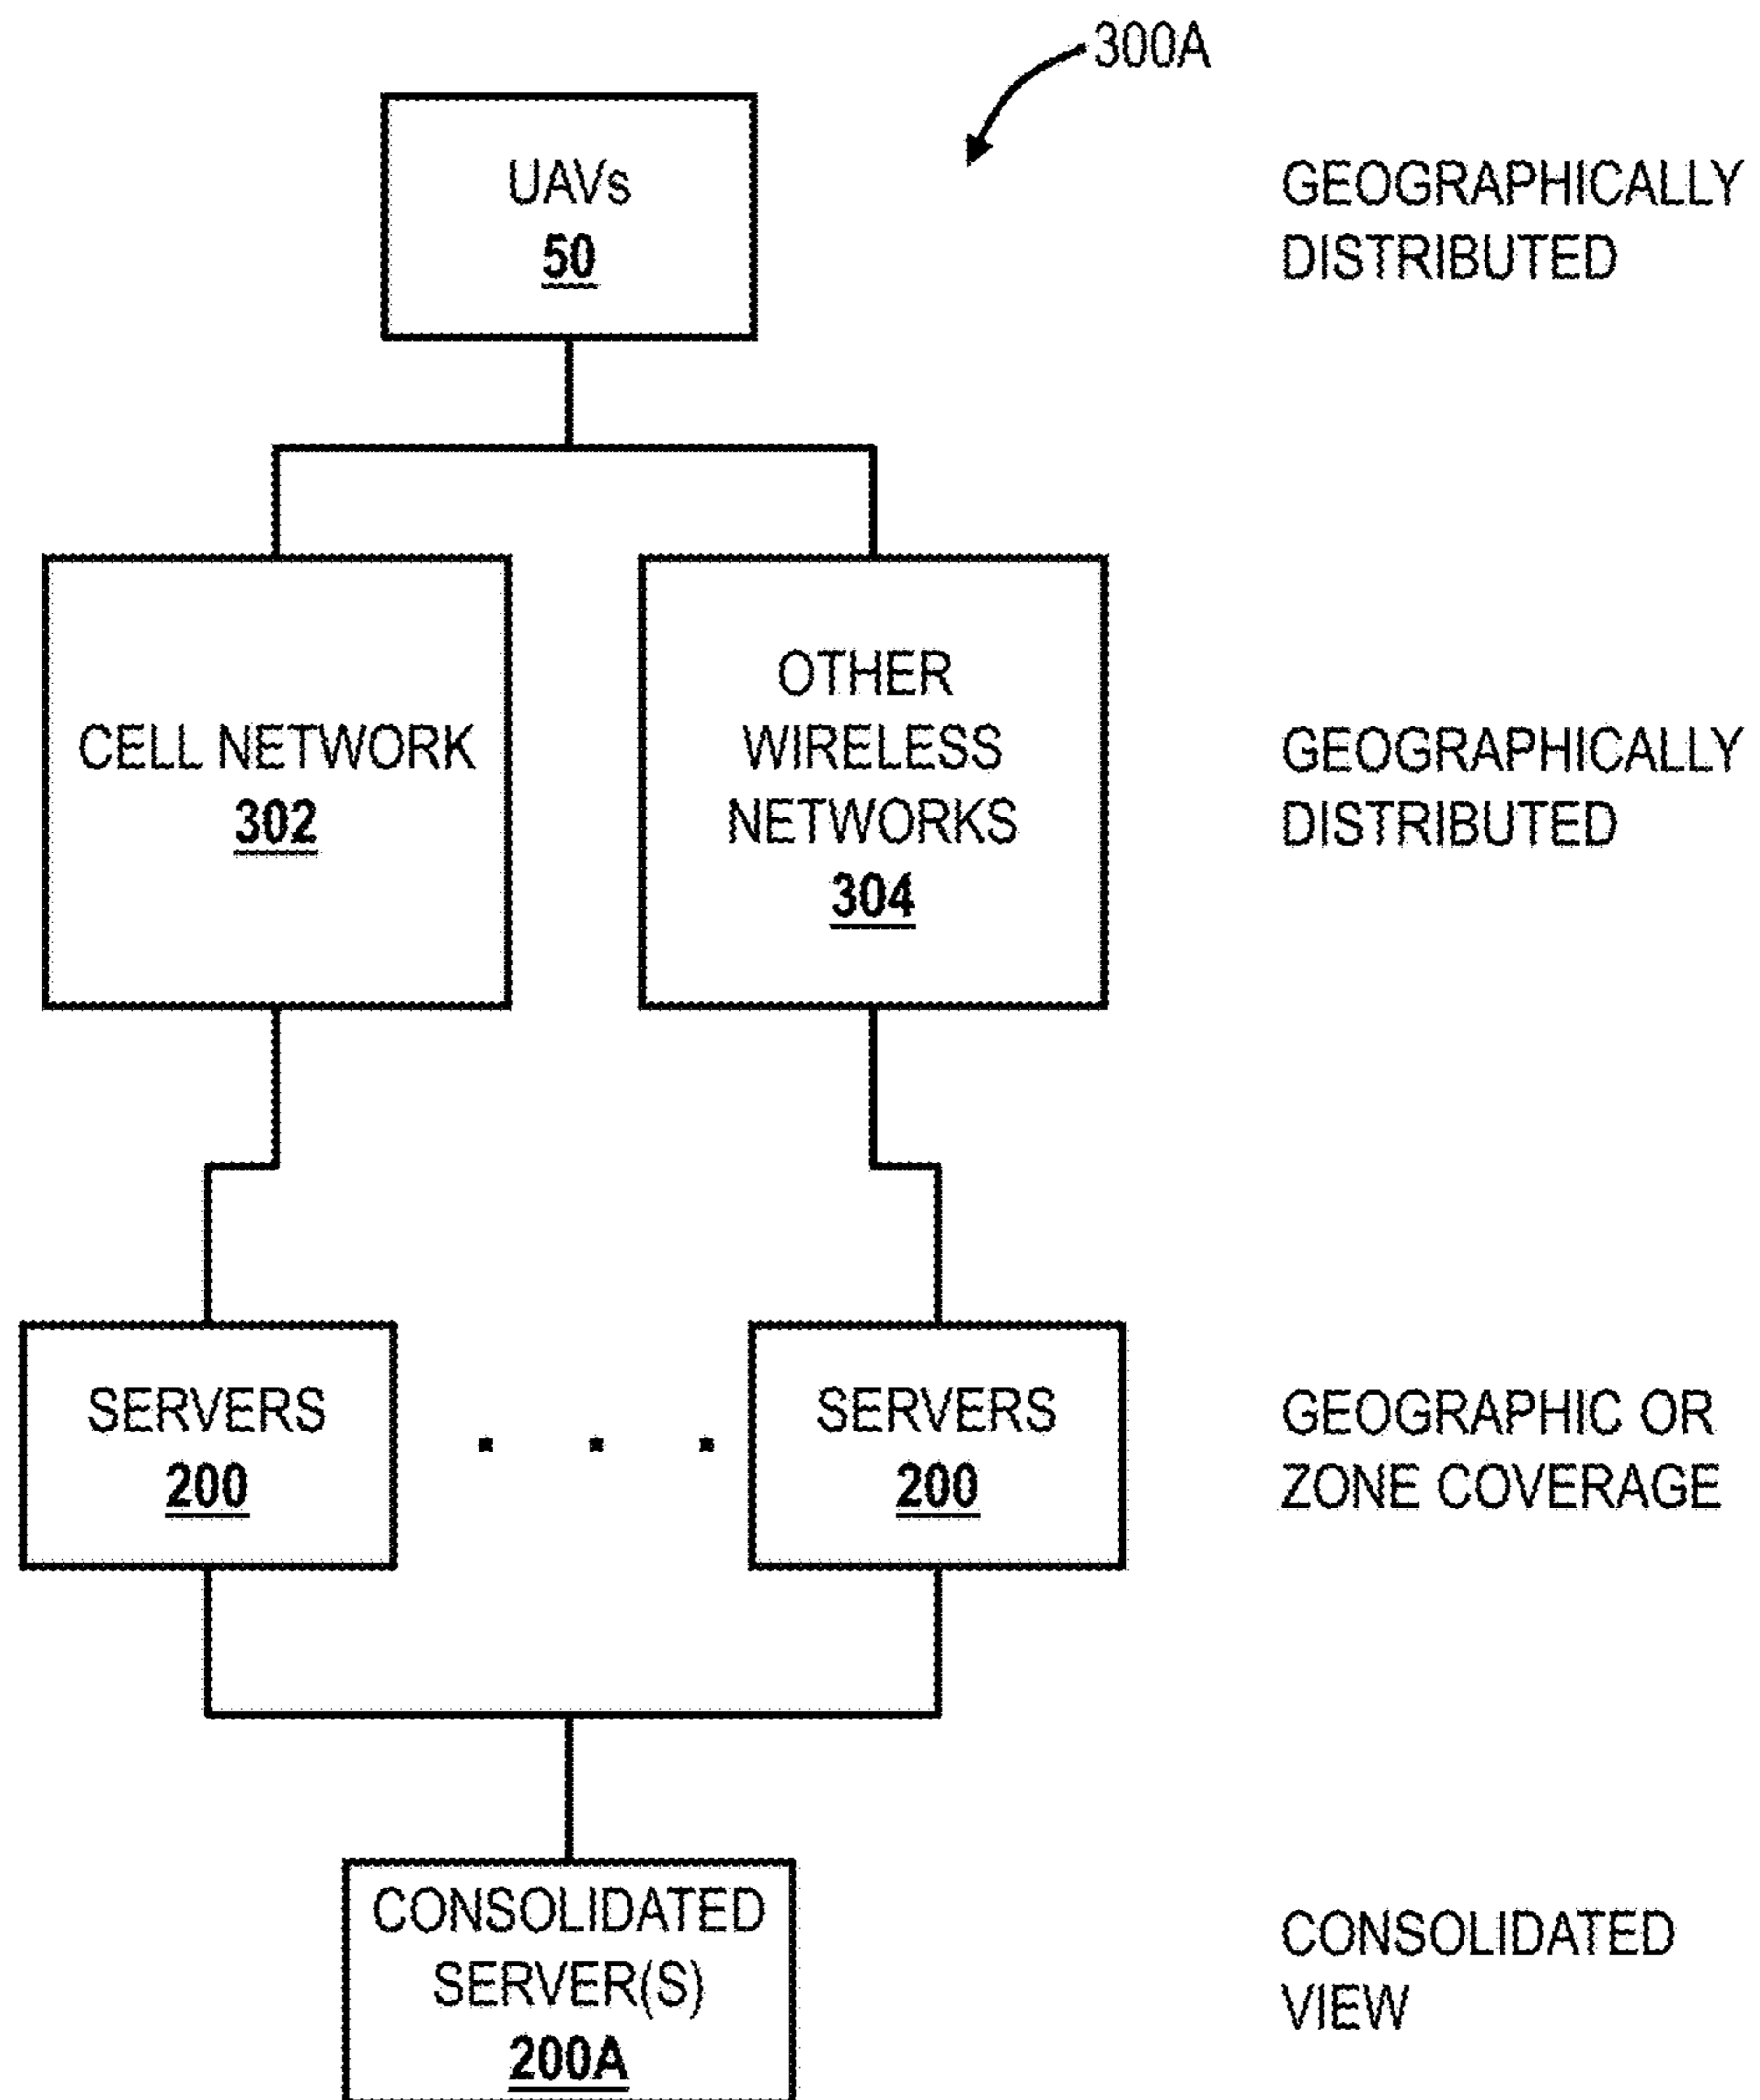 300A
UAVs
50
GEOGRAPHICALLY
DISTRIBUTED
CELL NETWORK
302
OTHER
WIRELESS
NETWORKS
304
GEOGRAPHICALLY
DISTRIBUTED
SERVERS
200
. . .
SERVERS
200
GEOGRAPHIC OR
ZONE COVERAGE
CONSOLIDATED
SERVER(S)
200A
CONSOLIDATED
VIEW